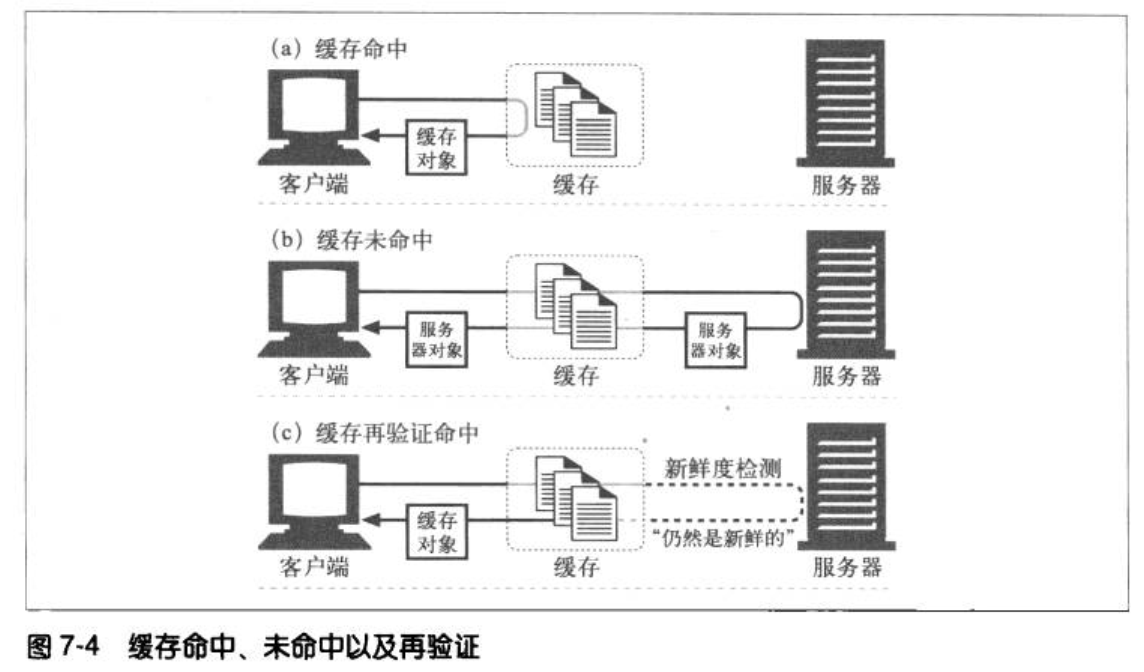 (a) 缓存命中
缓存
对象
客户端 缓存 服务器
(b) 缓存未命中
服务
器对象
服务
器对象
客户端 缓存 服务器
(c) 缓存再验证命中
新鲜度检测
缓存
对象
“仍然是新鲜的”
客户端 缓存 服务器
图 7-4 缓存命中、未命中以及再验证